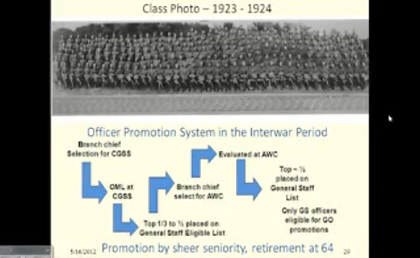 Class Photo – 1923 - 1924
Officer Promotion System in the Interwar Period
Branch chief
Selection for CGSS
OML at
CGSS
Top 1/3 to ½ placed on
General Staff Eligible List
Branch chief
select for AWC
Evaluated at AWC
Top ~ ½
placed on
General Staff
List
Only GS officers
eligible for GO
promotions
Promotion by sheer seniority, retirement at 64
5/16/2012
29